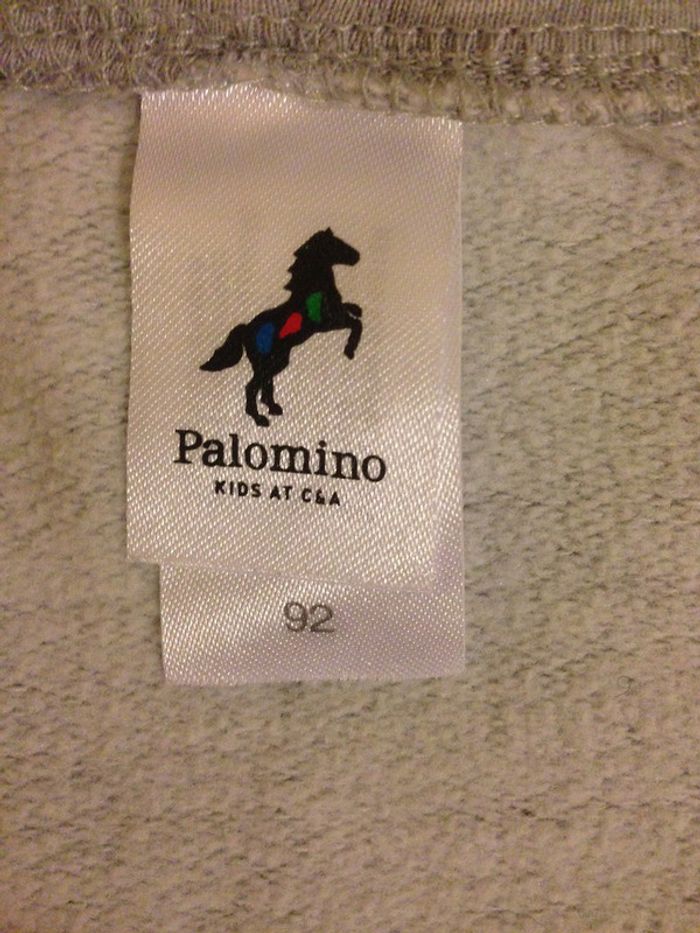 Palomino
KIDS AT C&A
92